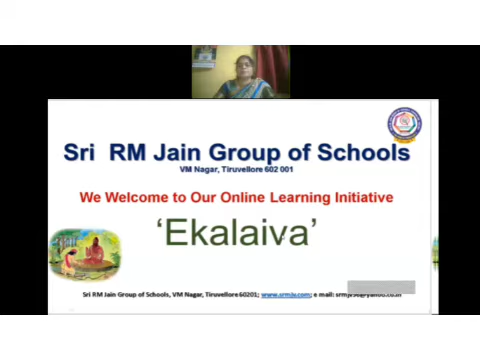 Sri RM Jain Group of Schools
VM Nagar, Tiruvellore 602 001
We Welcome to Our Online Learning Initiative
‘Ekalaiva’
Sri RM Jain Group of Schools, VM Nagar, Tiruvellore 60201; www.srmjs.com; e mail: